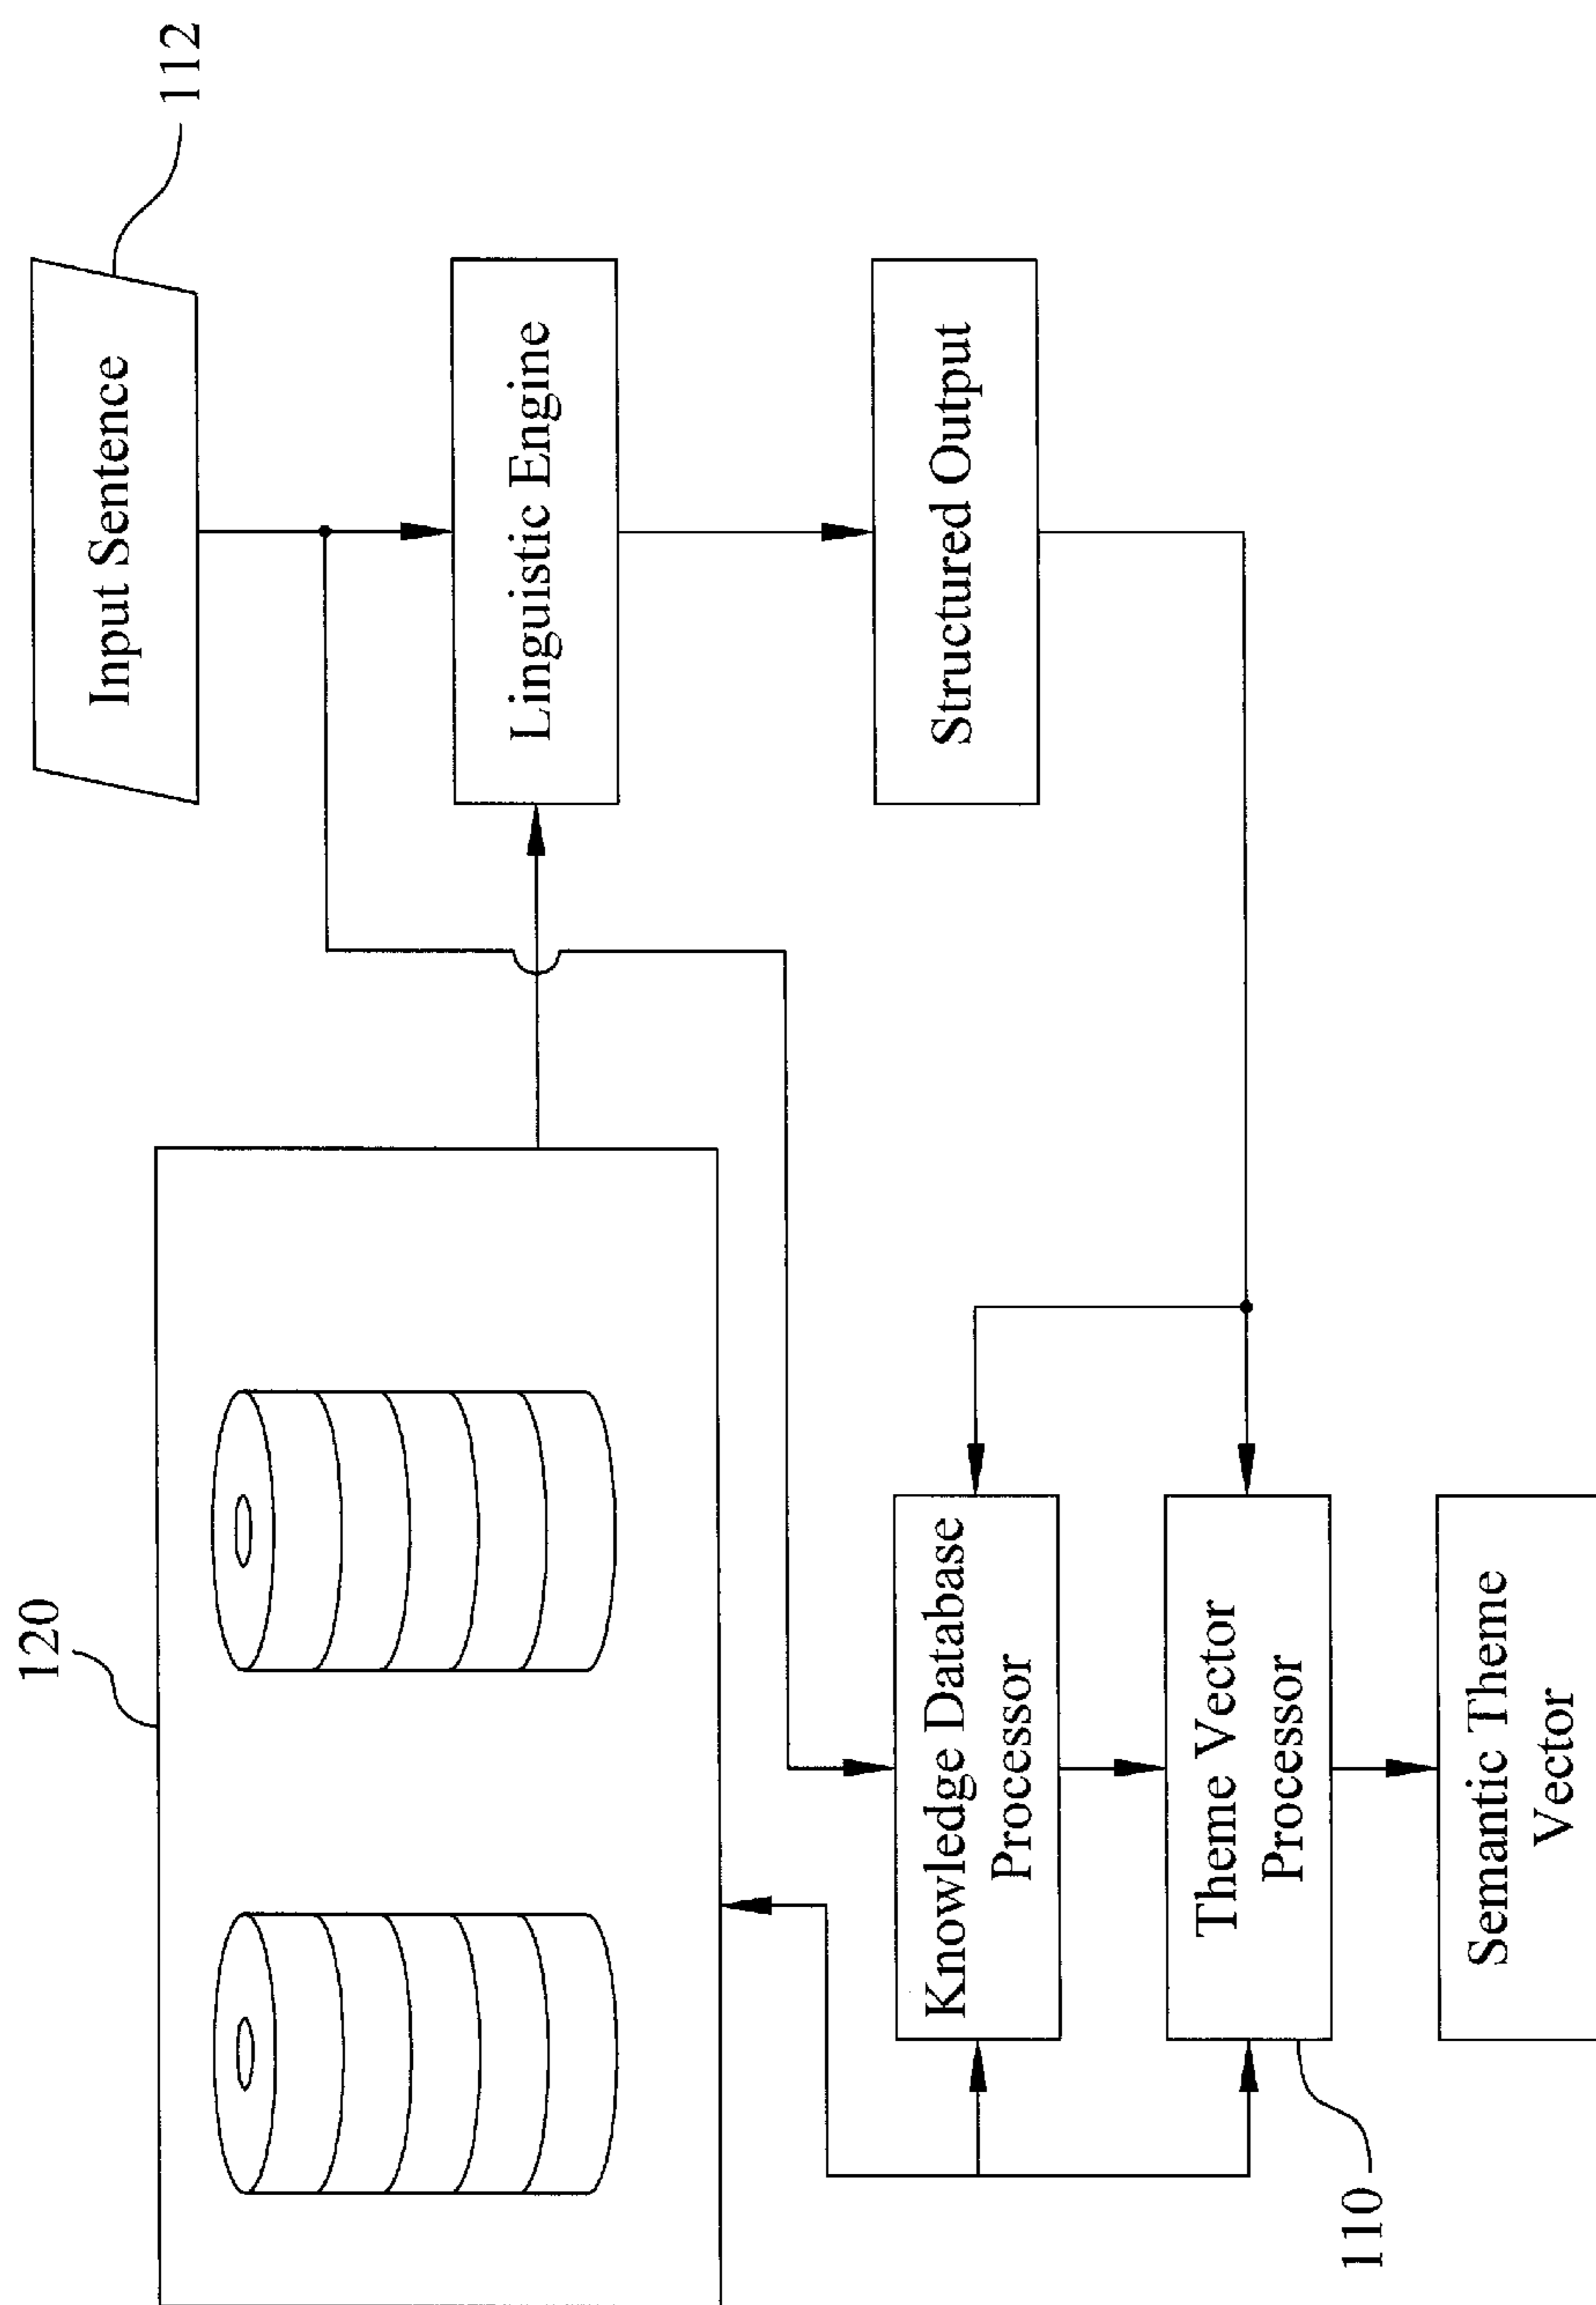 Input Sentence
112
Linguistic Engine
Structured Output
120
Knowledge Database
Processor
Theme Vector
Processor
110
Semantic Theme
Vector